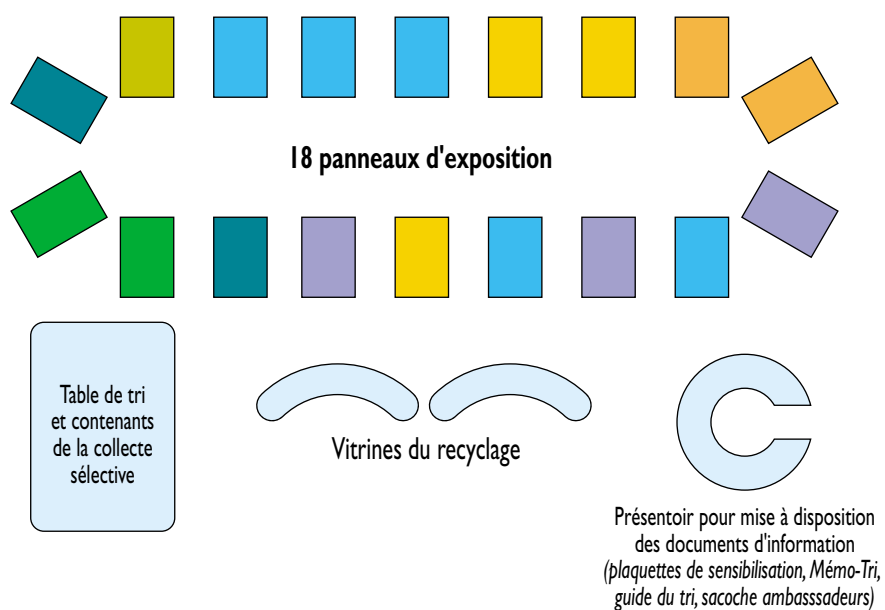 18 panneaux d'exposition
Table de tri
et contenants
de la collecte
sélective
Vitrines du recyclage
Présentoir pour mise à disposition
des documents d'information
(plaquettes de sensibilisation, Mémo-Tri,
guide du tri, sacoche ambasssadeurs)